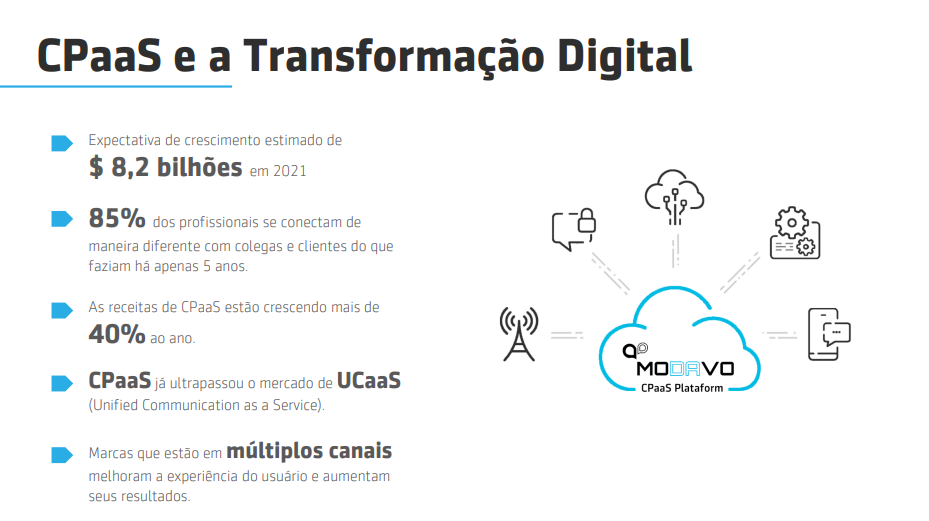 CPaaS e a Transformação Digital
Expectativa de crescimento estimado de
$ 8,2 bilhões em 2021
85% dos profissionais se conectam de
maneira diferente com colegas e clientes do que
faziam há apenas 5 anos.
As receitas de CPaaS estão crescendo mais de
40% ao ano.
CPaaS já ultrapassou o mercado de UCaaS
(Unified Communication as a Service).
Marcas que estão em múltiplos canais
melhoram a experiência do usuário e aumentam
seus resultados.
MODAVO
CPaaS Plataform